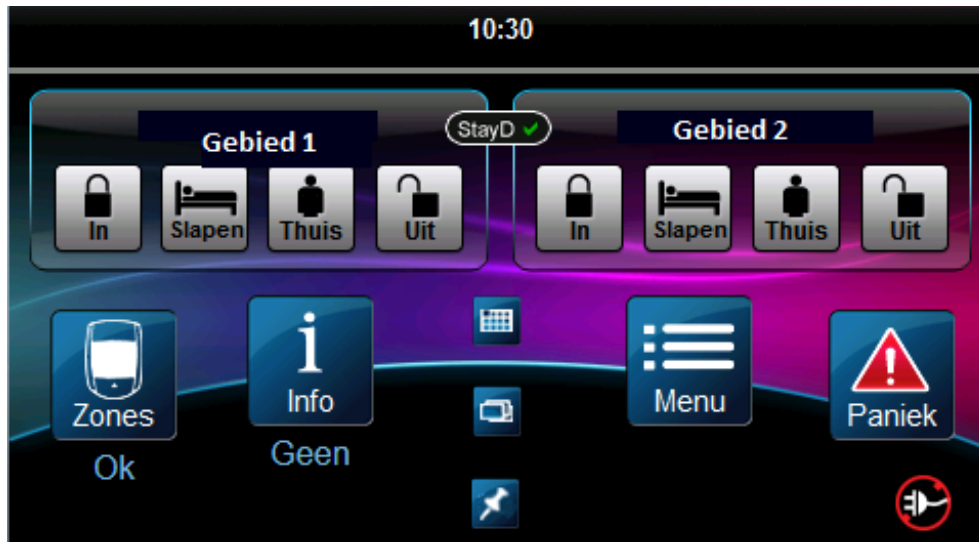 10:30
Gebied 1
StayD
Gebied 2
In
Slapen
Thuis
Uit
In
Slapen
Thuis
Uit
Zones
Ok
Info
Geen
Menu
Paniek